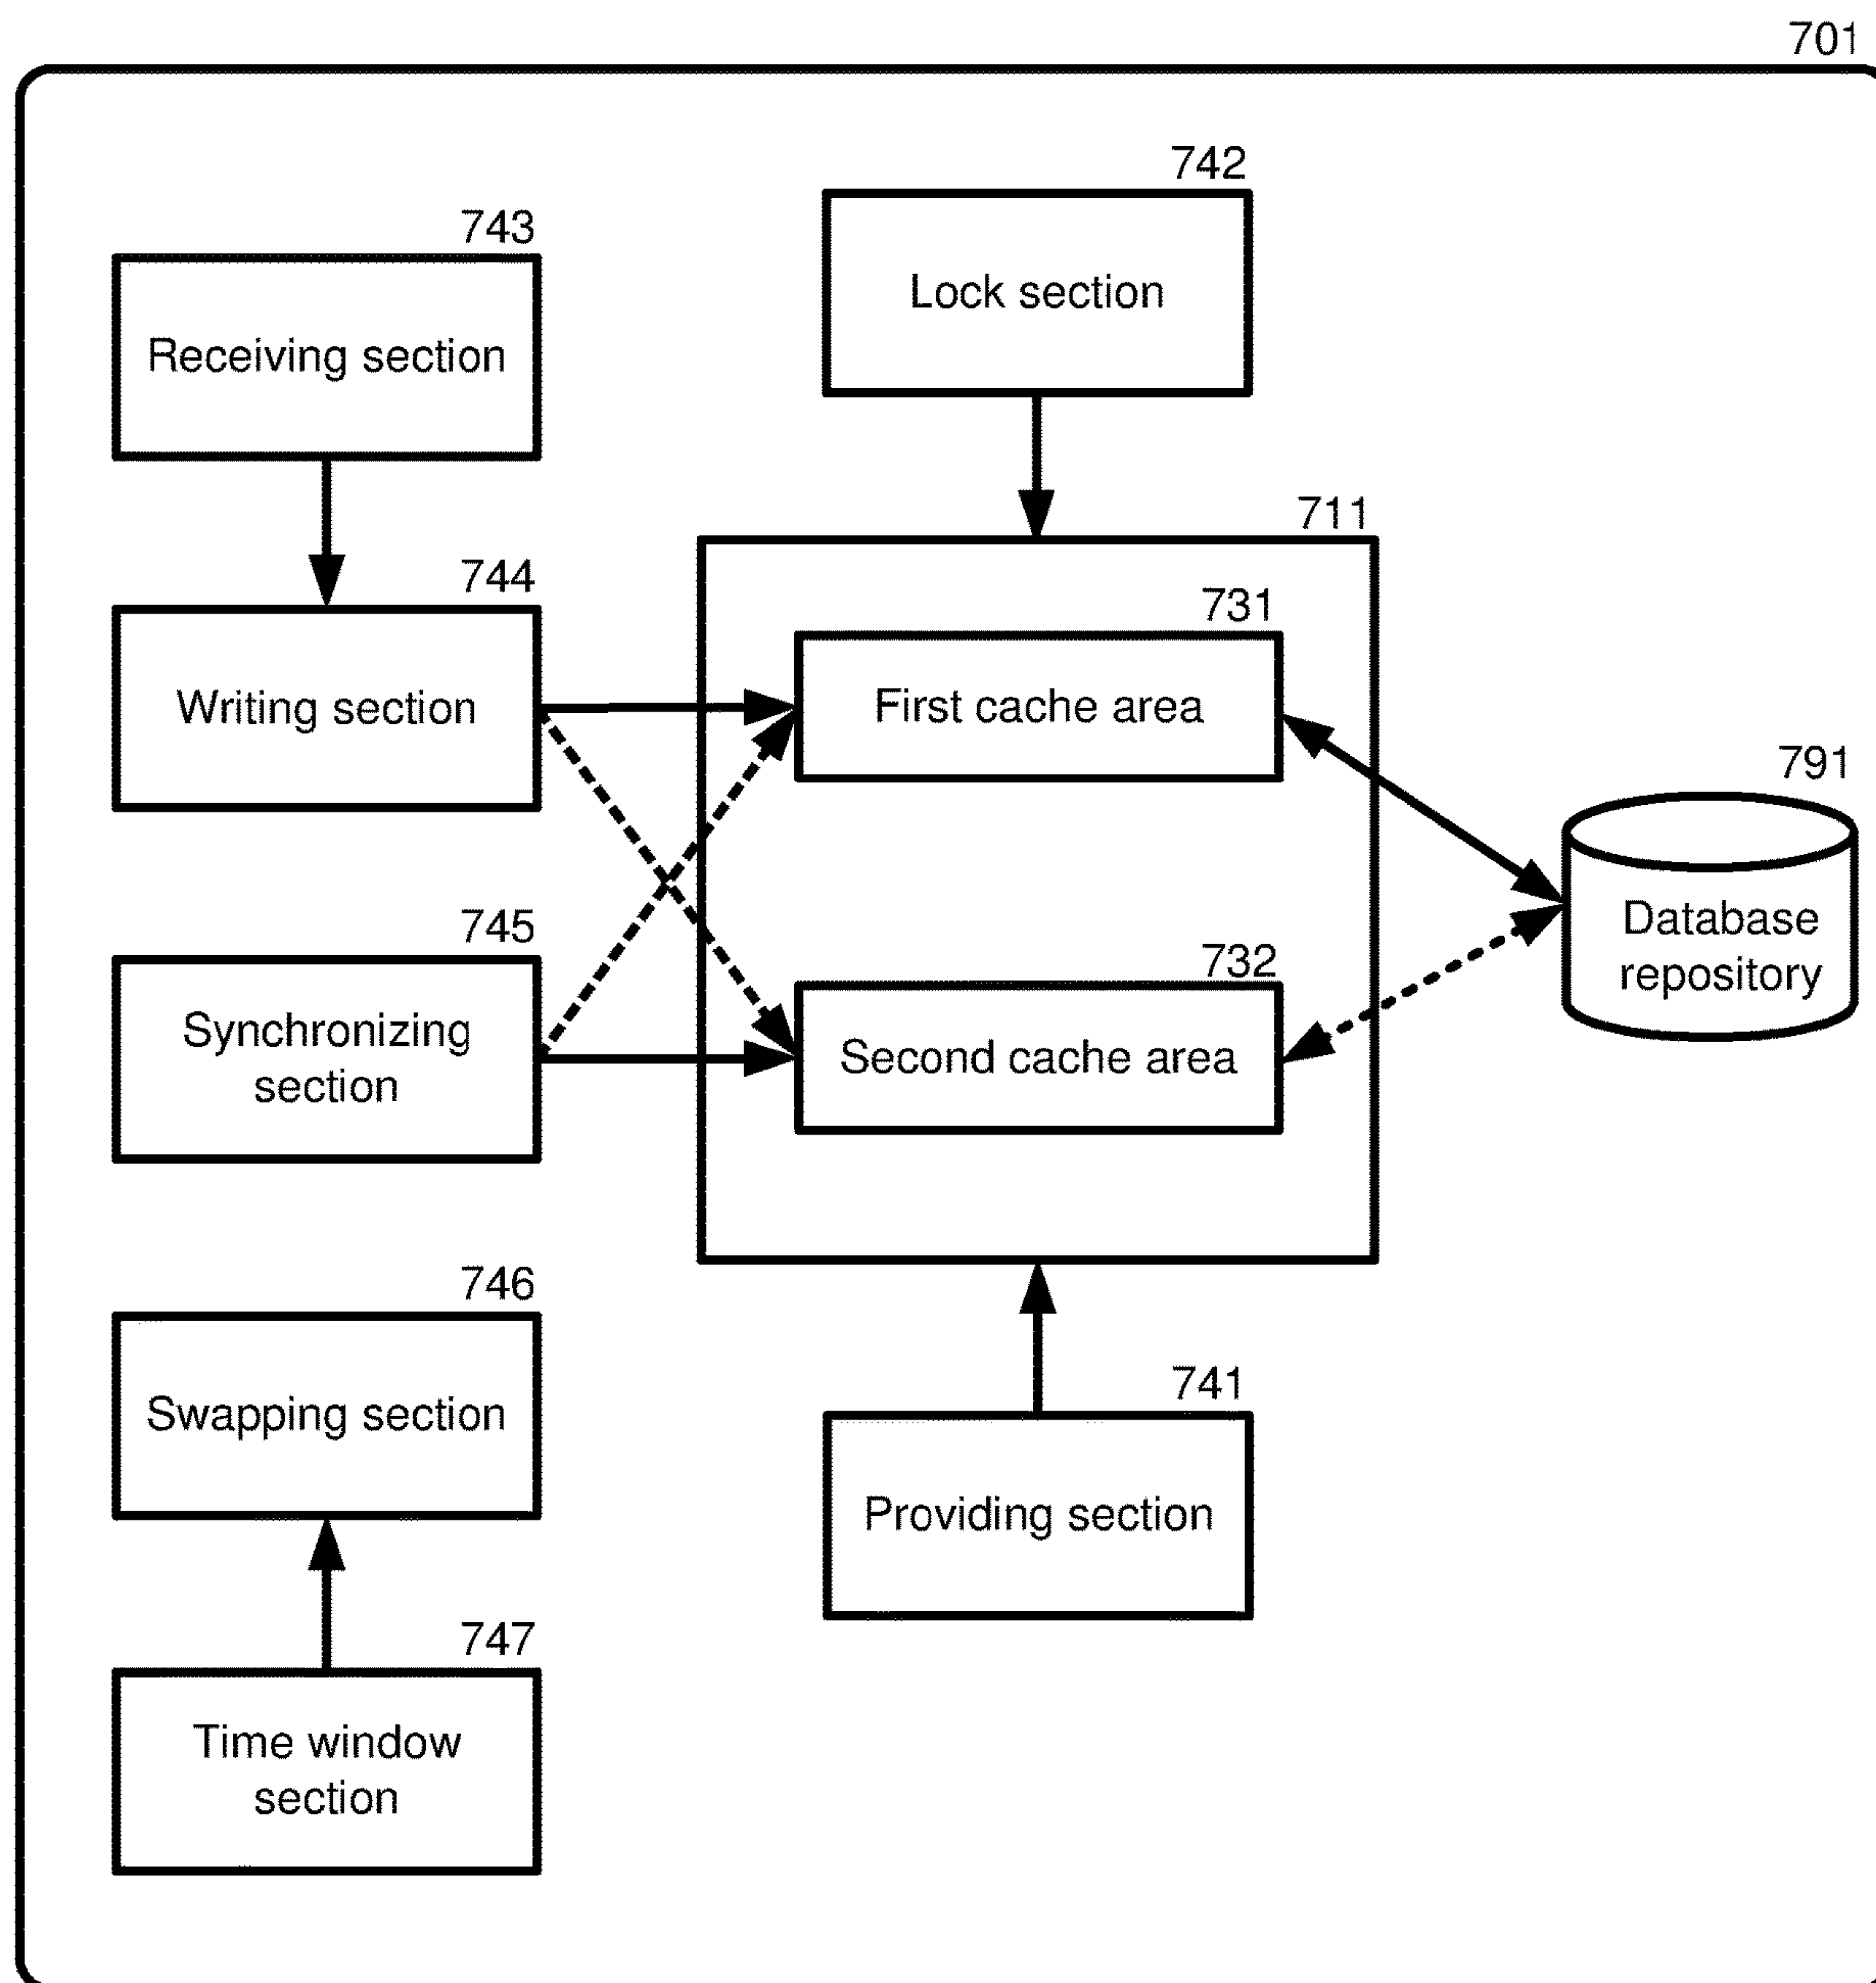 701
742
Lock section
743
Receiving section
711
744
Writing section
731
First cache area
791
Database
repository
745
Synchronizing
section
732
Second cache area
746
Swapping section
741
Providing section
747
Time window
section